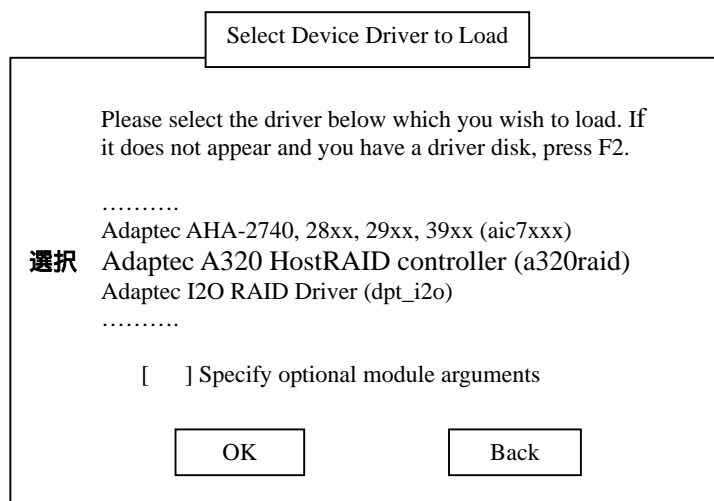 Select Device Driver to Load
Please select the driver below which you wish to load. If
it does not appear and you have a driver disk, press F2.
……….
Adaptec AHA-2740, 28xx, 29xx, 39xx (aic7xxx)
選択 Adaptec A320 HostRAID controller (a320raid)
Adaptec I2O RAID Driver (dpt_i2o)
……….
[ ] Specify optional module arguments
OK Back